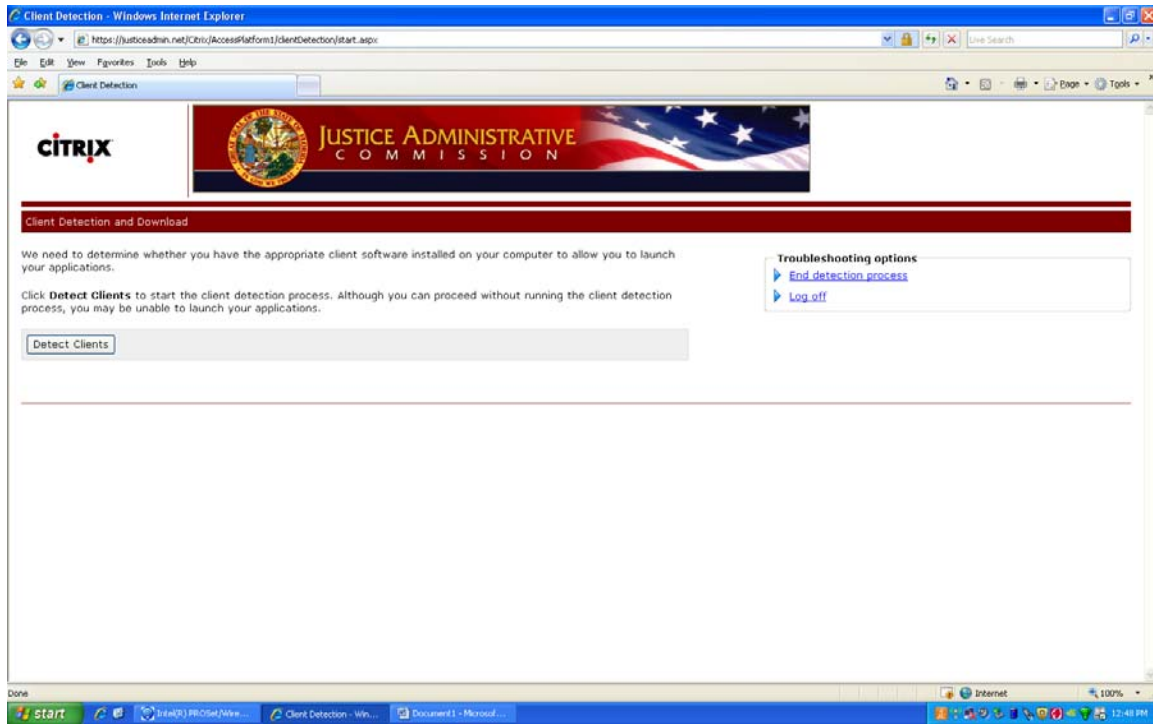 Client Detection - Windows Internet Explorer
https://justiceadmin.net/Citrix/AccessPlatform1/clientDetection/start.aspx
Live Search
File Edit View Favorites Tools Help
Client Detection
Page Tools
CITRIX
JUSTICE ADMINISTRATIVE
COMMISSION
Client Detection and Download
We need to determine whether you have the appropriate client software installed on your computer to allow you to launch
your applications.
Click Detect Clients to start the client detection process. Although you can proceed without running the client detection
process, you may be unable to launch your applications.
Detect Clients
Troubleshooting options
End detection process
Log off
Done
Internet
100%
start
Intel(R) PROSet/Wire...
Client Detection - Win...
Document1 - Microsof...
12:48 PM